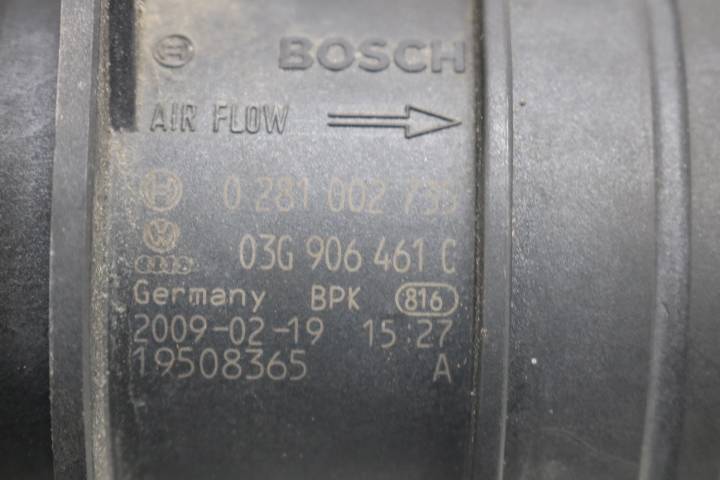 BOSCH
AIR FLOW
0 281 002 735
03G 906 461 C
Germany BPK 816
2009-02-19 15:27
19508365 A